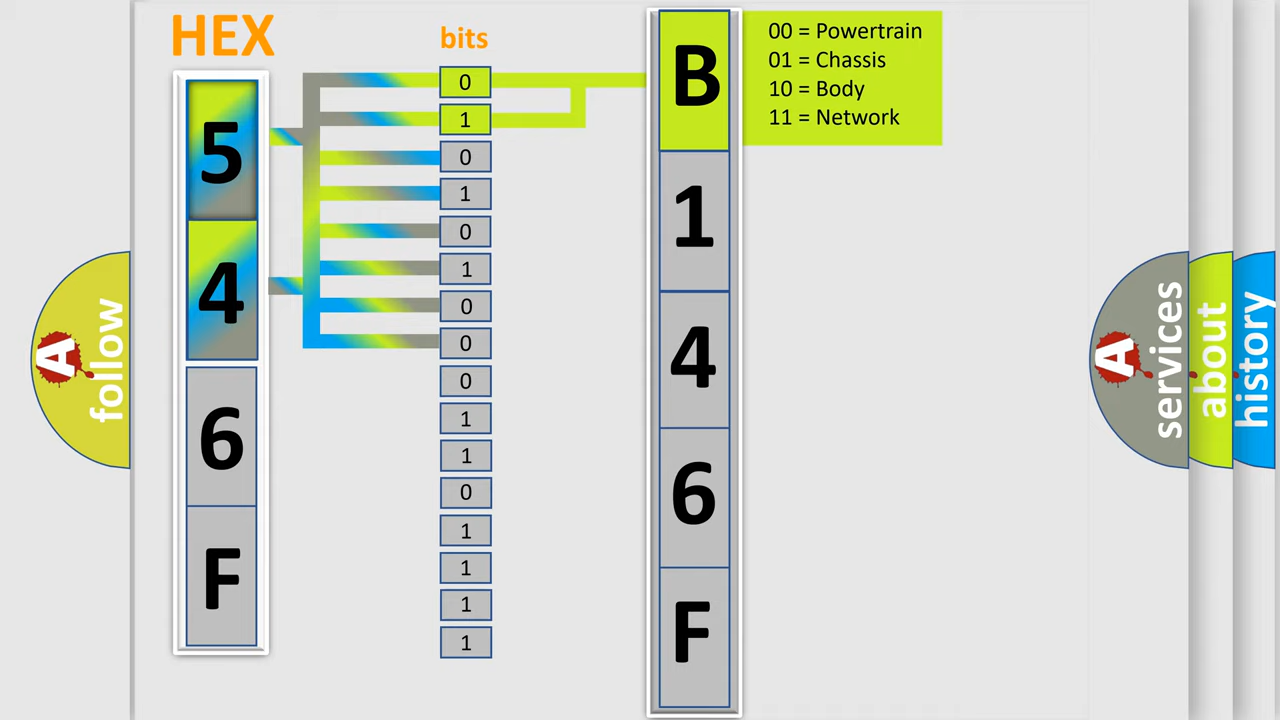 HEX
bits
5
4
6
F
0
1
0
1
0
1
0
0
0
1
1
0
1
1
1
1
B
1
4
6
F
00 = Powertrain
01 = Chassis
10 = Body
11 = Network
A
follow
A
services
about
history